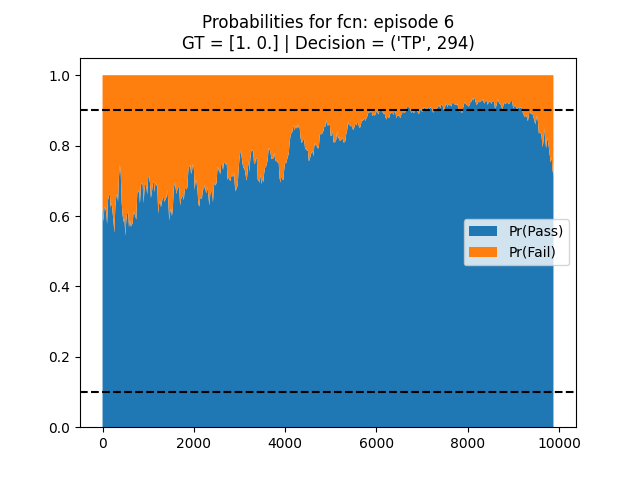 Probabilities for fcn: episode 6
GT = [1. 0.] | Decision = ('TP', 294)
1.0
0.8
0.6
0.4
0.2
0.0
Pr(Pass)
Pr(Fail)
0 2000 4000 6000 8000 10000